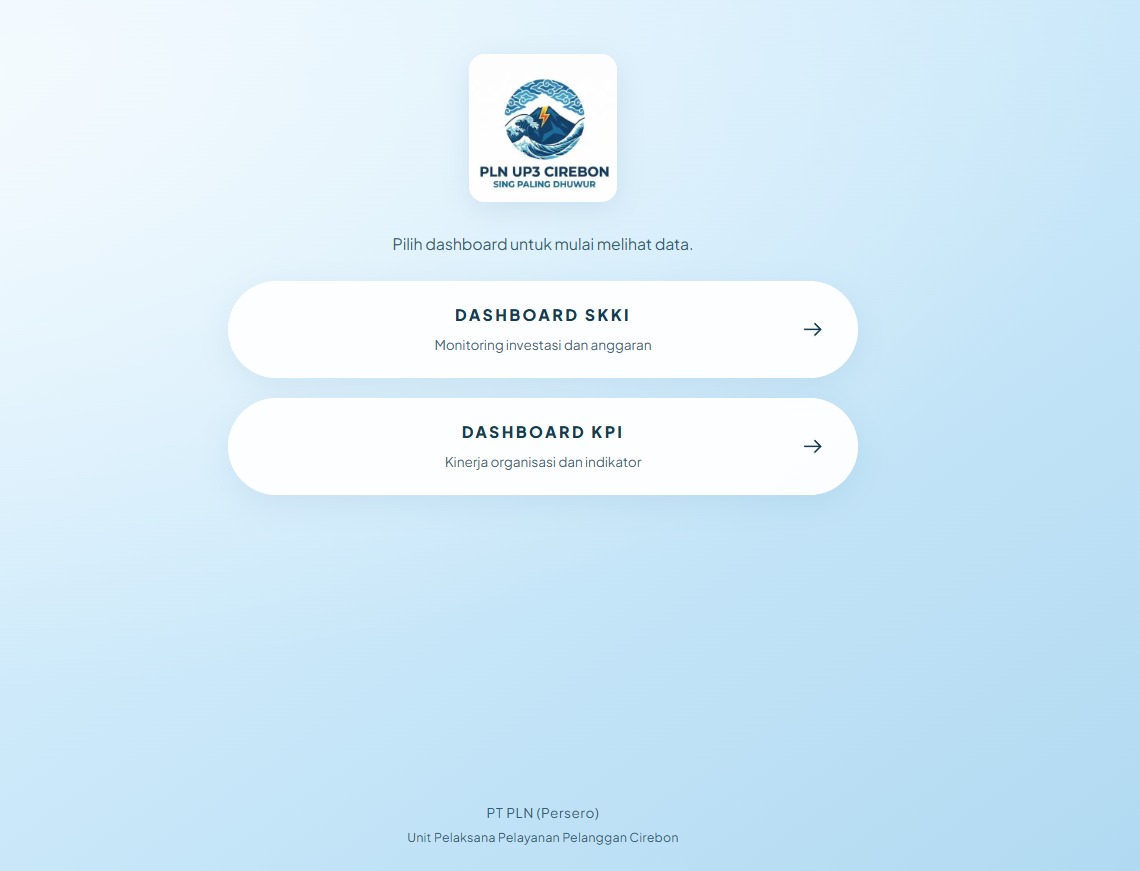 PLN UP3 CIREBON
SING PALING DHUWUR
Pilih dashboard untuk mulai melihat data.
DASHBOARD SKKI
Monitoring investasi dan anggaran
DASHBOARD KPI
Kinerja organisasi dan indikator
PT PLN (Persero)
Unit Pelaksana Pelayanan Pelanggan Cirebon